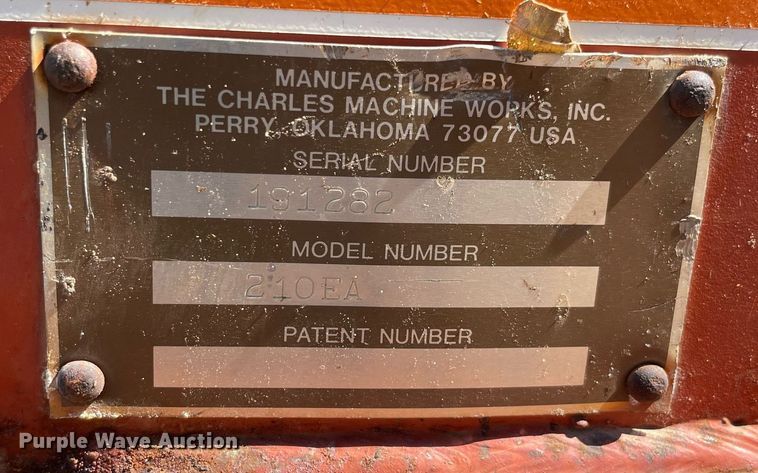 MANUFACTURED BY
THE CHARLES MACHINE WORKS, INC.
PERRY, OKLAHOMA 73077 USA
SERIAL NUMBER
191282
MODEL NUMBER
210EA
PATENT NUMBER
Purple Wave Auction